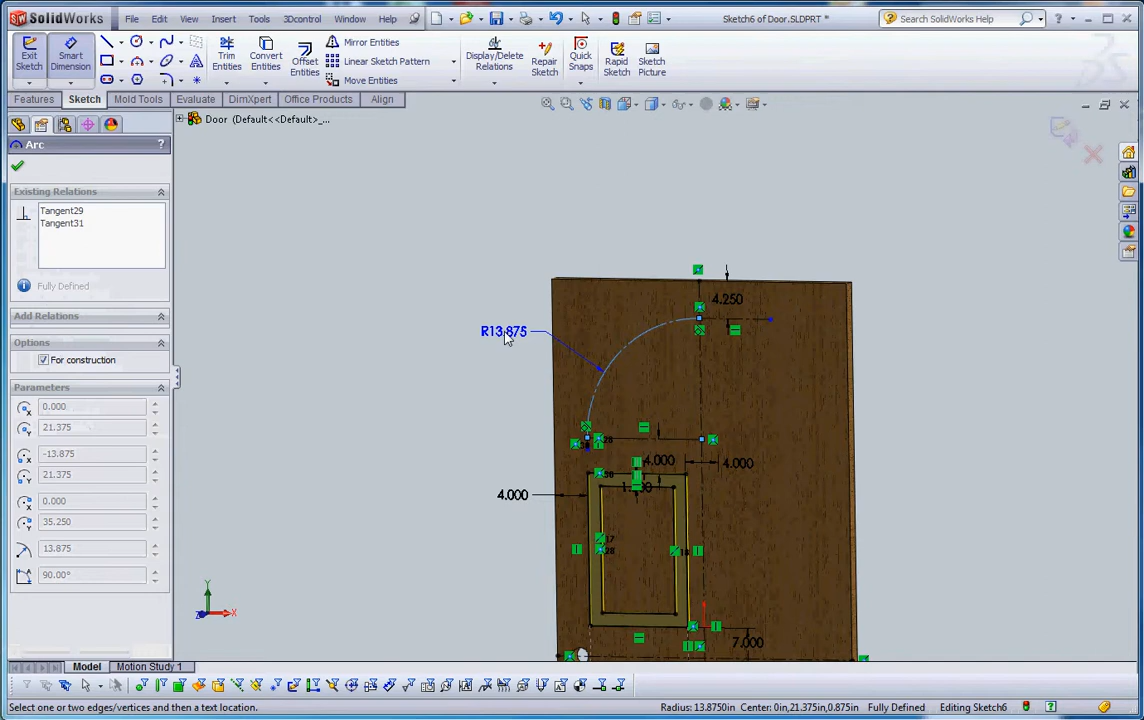 SolidWorks
File
Edit
View
Insert
Tools
3Dcontrol
Window
Help
Sketch6 of Door.SLDPRT *
Search SolidWorks Help
Exit Sketch
Smart Dimension
Trim Entities
Convert Entities
Offset Entities
Mirror Entities
Linear Sketch Pattern
Move Entities
Display/Delete Relations
Repair Sketch
Quick Snaps
Rapid Sketch
Sketch Picture
Features
Sketch
Mold Tools
Evaluate
DimXpert
Office Products
Align
Door (Default<<Default>_...
Arc
?
Existing Relations
Tangent29
Tangent31
Fully Defined
Add Relations
Options
For construction
Parameters
0.000
21.375
-13.875
21.375
0.000
35.250
13.875
90.00°
4.250
R13.875
4.000
4.000
4.000
7.000
Y
X
Z
Model
Motion Study 1
Select one or two edges/vertices and then a text location.
Radius: 13.8750in
Center: 0in,21.375in,0.875in
Fully Defined
Editing Sketch6